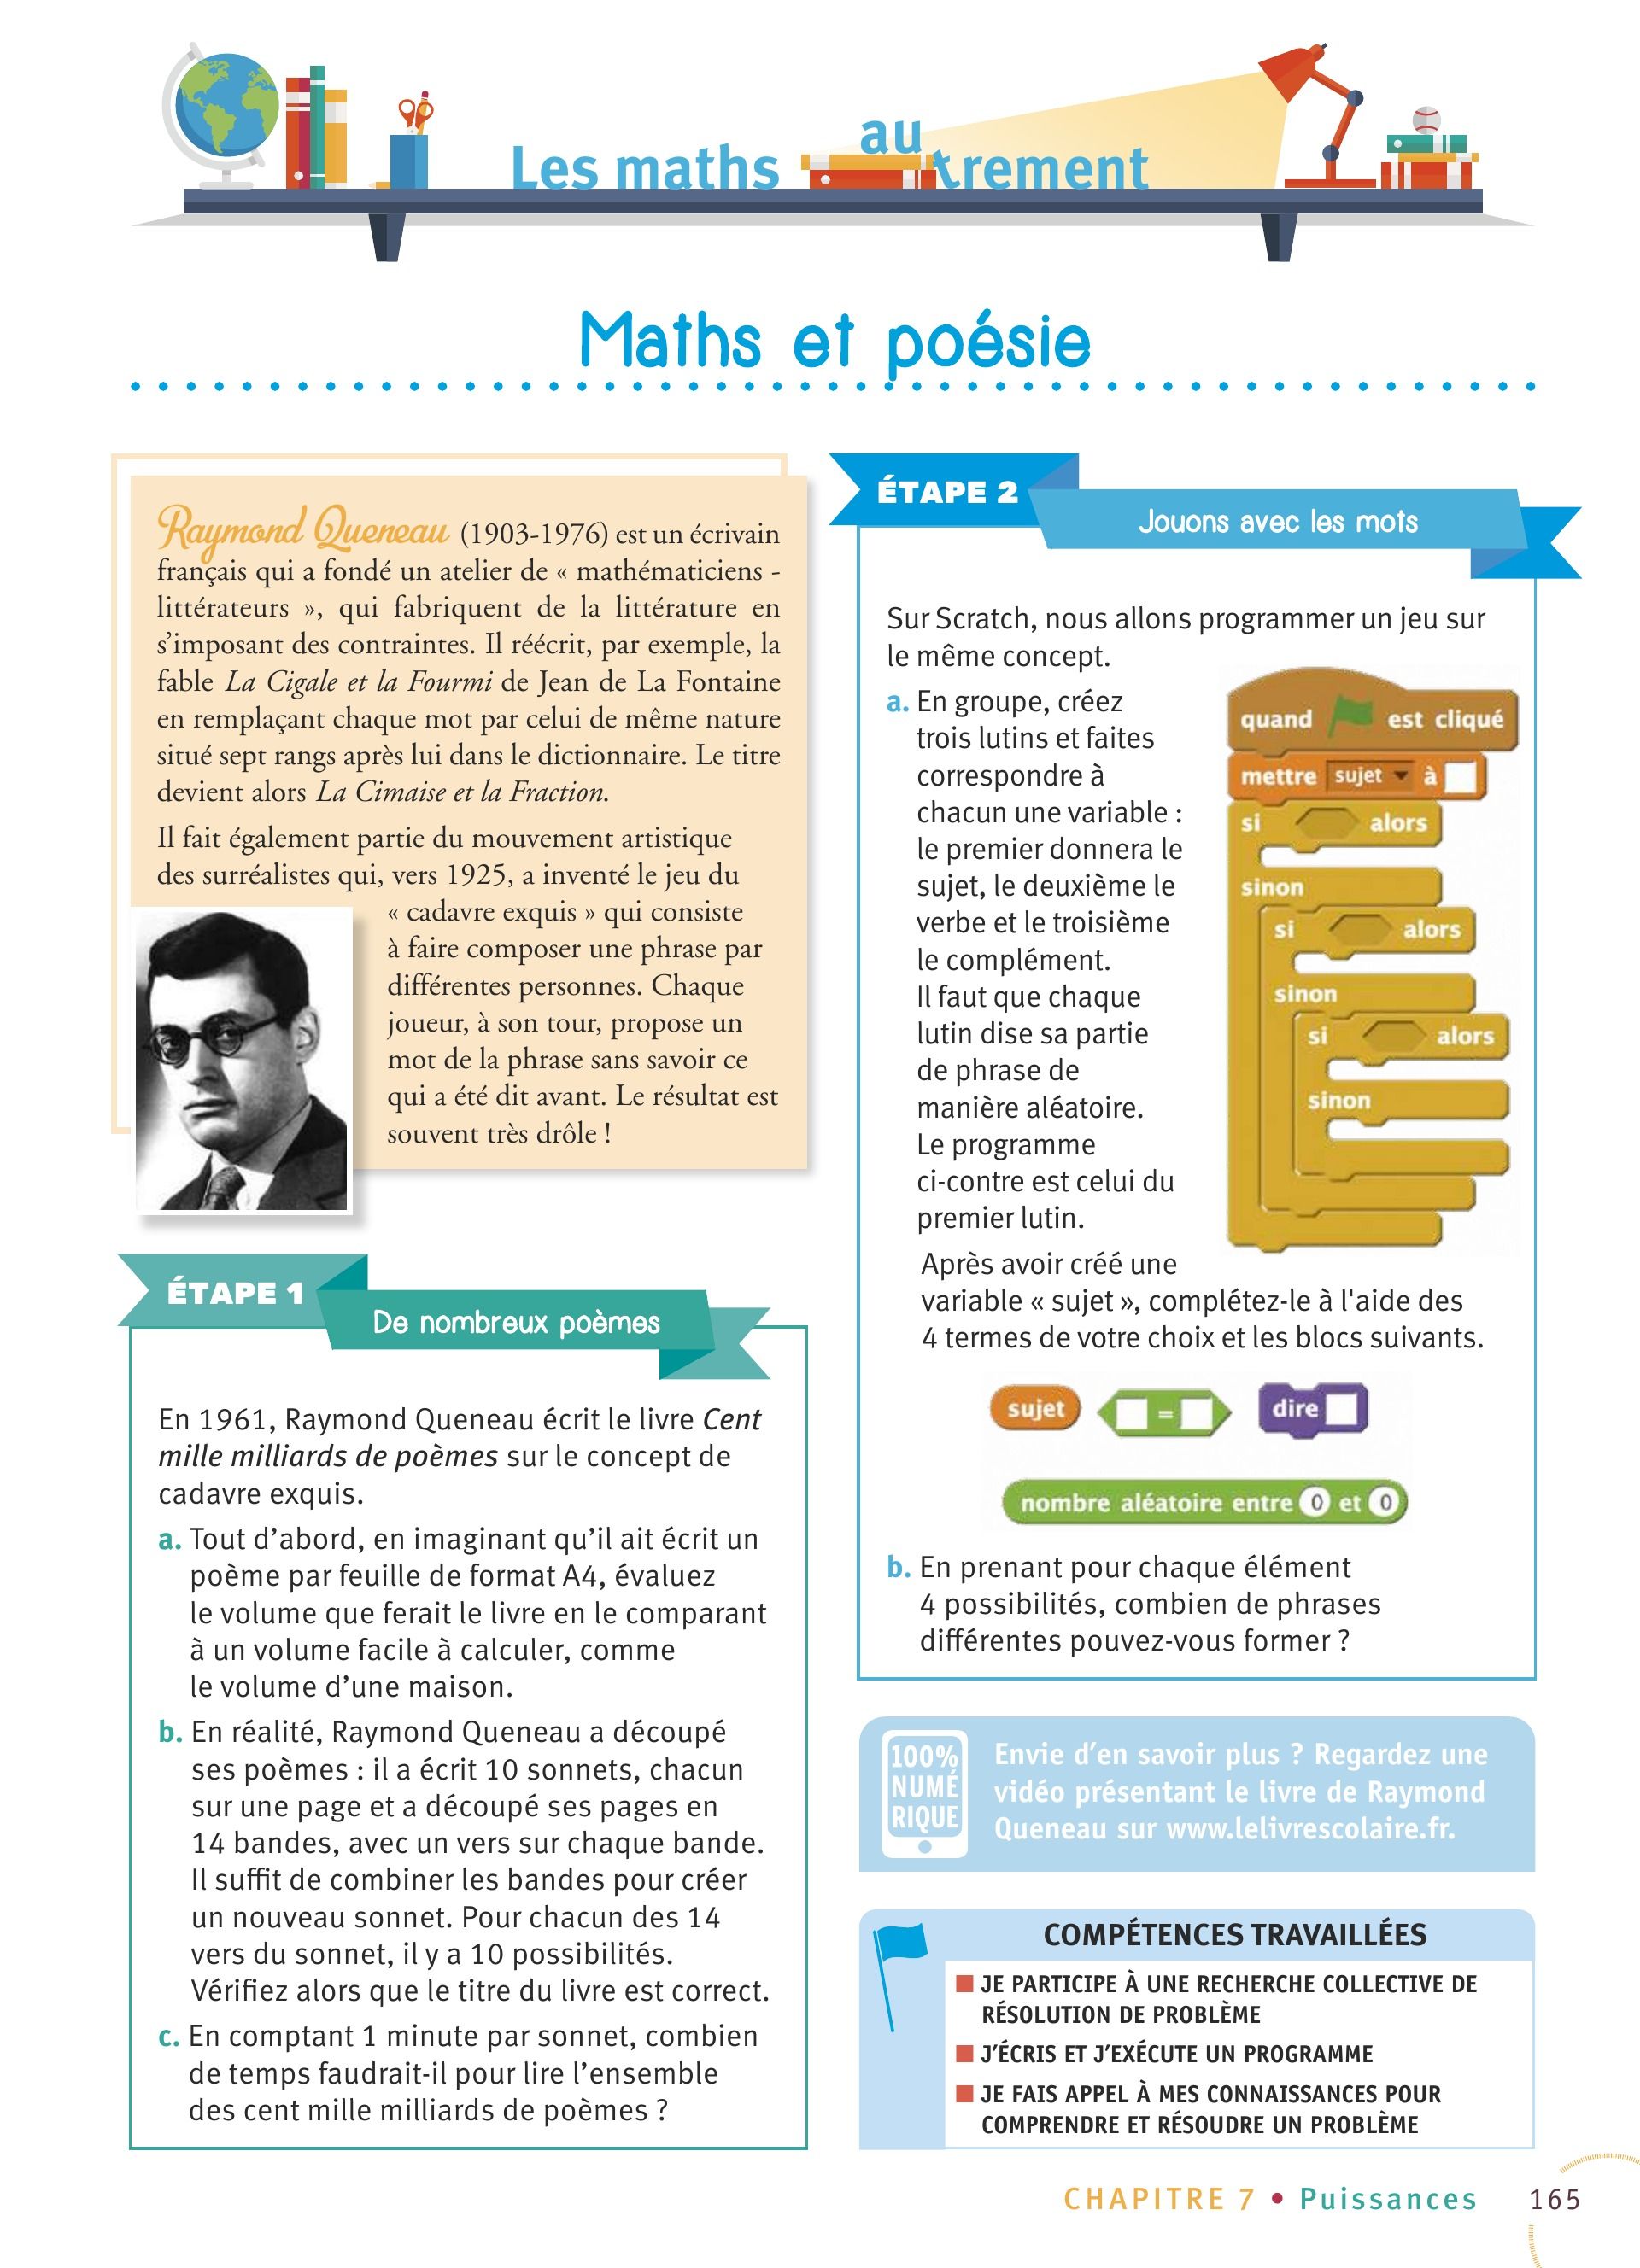 Les maths autrement
Maths et poésie
Raymond Queneau (1903-1976) est un écrivain
français qui a fondé un atelier de « mathématiciens -
littérateurs », qui fabriquent de la littérature en
s’imposant des contraintes. Il réécrit, par exemple, la
fable La Cigale et la Fourmi de Jean de La Fontaine
en remplaçant chaque mot par celui de même nature
situé sept rangs après lui dans le dictionnaire. Le titre
devient alors La Cimaise et la Fraction.
Il fait également partie du mouvement artistique
des surréalistes qui, vers 1925, a inventé le jeu du
« cadavre exquis » qui consiste
à faire composer une phrase par
différentes personnes. Chaque
joueur, à son tour, propose un
mot de la phrase sans savoir ce
qui a été dit avant. Le résultat est
souvent très drôle !
ÉTAPE 1
De nombreux poèmes
En 1961, Raymond Queneau écrit le livre Cent
mille milliards de poèmes sur le concept de
cadavre exquis.
a. Tout d’abord, en imaginant qu’il ait écrit un
poème par feuille de format A4, évaluez
le volume que ferait le livre en le comparant
à un volume facile à calculer, comme
le volume d’une maison.
b. En réalité, Raymond Queneau a découpé
ses poèmes : il a écrit 10 sonnets, chacun
sur une page et a découpé ses pages en
14 bandes, avec un vers sur chaque bande.
Il suffit de combiner les bandes pour créer
un nouveau sonnet. Pour chacun des 14
vers du sonnet, il y a 10 possibilités.
Vérifiez alors que le titre du livre est correct.
c. En comptant 1 minute par sonnet, combien
de temps faudrait-il pour lire l’ensemble
des cent mille milliards de poèmes ?
ÉTAPE 2
Jouons avec les mots
Sur Scratch, nous allons programmer un jeu sur
le même concept.
a. En groupe, créez
trois lutins et faites
correspondre à
chacun une variable :
le premier donnera le
sujet, le deuxième le
verbe et le troisième
le complément.
Il faut que chaque
lutin dise sa partie
de phrase de
manière aléatoire.
Le programme
ci-contre est celui du
premier lutin.
quand est cliqué
mettre sujet à
si alors
sinon
si alors
sinon
si alors
sinon
Après avoir créé une
variable « sujet », complétez-le à l'aide des
4 termes de votre choix et les blocs suivants.
sujet = dire
nombre aléatoire entre 0 et 0
b. En prenant pour chaque élément
4 possibilités, combien de phrases
différentes pouvez-vous former ?
100%
NUMÉ
RIQUE
Envie d’en savoir plus ? Regardez une
vidéo présentant le livre de Raymond
Queneau sur www.lelivrescolaire.fr.
COMPÉTENCES TRAVAILLÉES
JE PARTICIPE À UNE RECHERCHE COLLECTIVE DE
RÉSOLUTION DE PROBLÈME
J’ÉCRIS ET J’EXÉCUTE UN PROGRAMME
JE FAIS APPEL À MES CONNAISSANCES POUR
COMPRENDRE ET RÉSOUDRE UN PROBLÈME
CHAPITRE 7 • Puissances 165